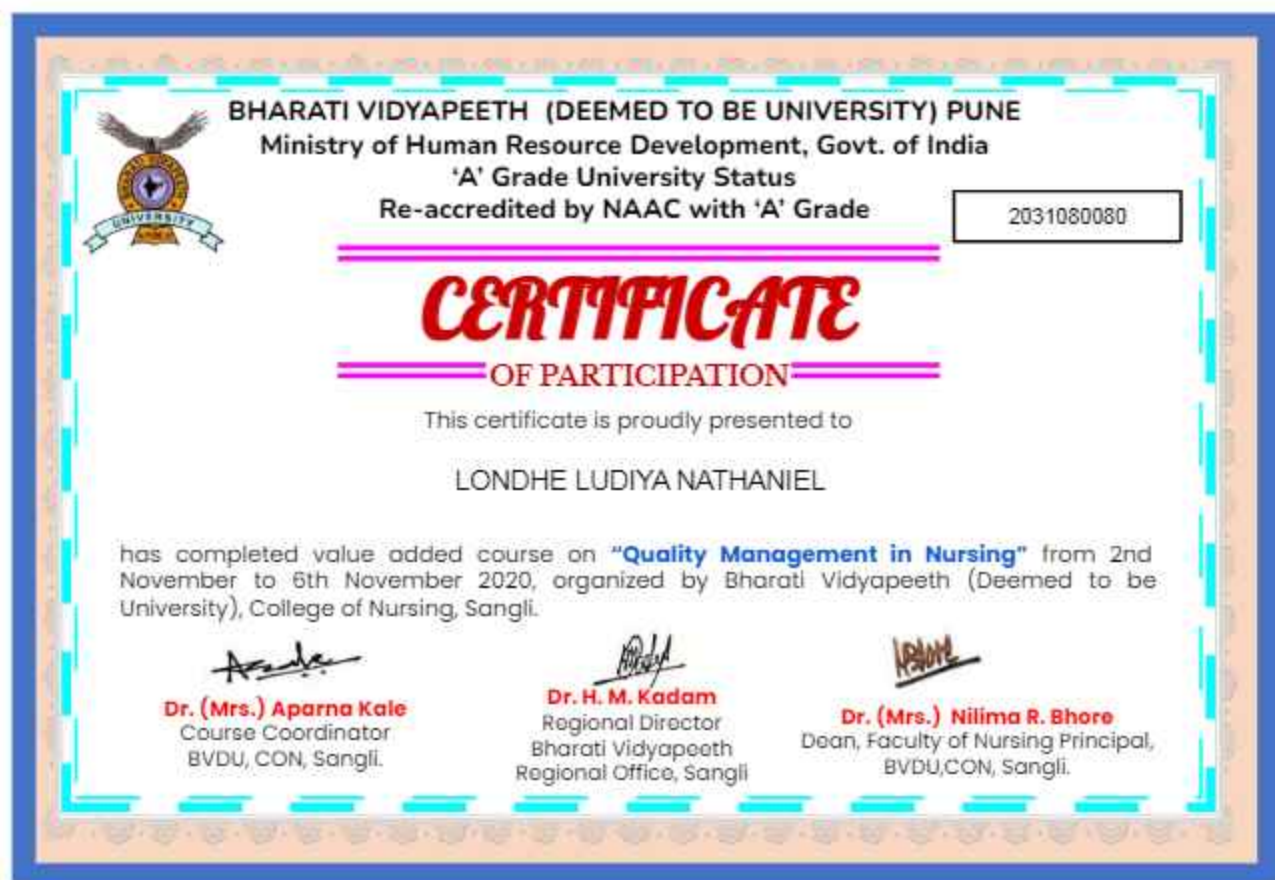 BHARATI VIDYAPEETH (DEEMED TO BE UNIVERSITY) PUNE
Ministry of Human Resource Development, Govt. of India
‘A’ Grade University Status
Re-accredited by NAAC with ‘A’ Grade
2031080080
BHARATI VIDYAPEETH
UNIVERSITY
CERTIFICATE
OF PARTICIPATION
This certificate is proudly presented to
LONDHE LUDIYA NATHANIEL
has completed value added course on “Quality Management in Nursing” from 2nd
November to 6th November 2020, organized by Bharati Vidyapeeth (Deemed to be
University), College of Nursing, Sangli.
Dr. (Mrs.) Aparna Kale
Course Coordinator
BVDU, CON, Sangli.
Dr. H. M. Kadam
Regional Director
Bharati Vidyapeeth
Regional Office, Sangli
Dr. (Mrs.) Nilima R. Bhore
Dean, Faculty of Nursing Principal,
BVDU,CON, Sangli.